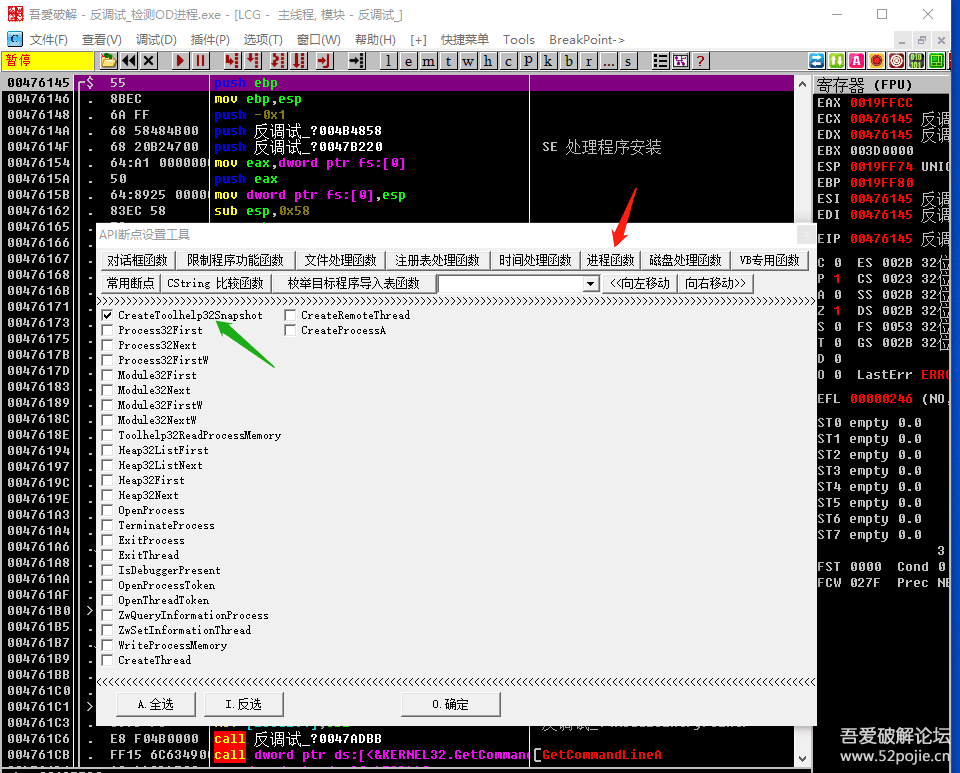 吾爱破解 - 反调试_检测OD进程.exe - [LCG - 主线程, 模块 - 反调试_]
文件(F) 查看(V) 调试(D) 插件(P) 选项(T) 窗口(W) 帮助(H) [+] 快捷菜单 Tools BreakPoint->
暂停 l e m t w h c p k b r ... s ?
00476145 $ 55 push ebp
00476146 . 8BEC mov ebp,esp
00476148 . 6A FF push -0x1
0047614A . 68 58484B00 push 反调试_?004B4858
0047614F . 68 20B24700 push 反调试_?0047B220 SE 处理程序安装
00476154 . 64:A1 000000 mov eax,dword ptr fs:[0]
0047615A . 50 push eax
0047615B . 64:8925 0000 mov dword ptr fs:[0],esp
00476162 . 83EC 58 sub esp,0x58
00476165
00476166
00476167
00476168
0047616B
00476171
00476173
00476175
0047617B
0047617D
00476183
00476189
0047618C
0047618E
00476194
00476197
0047619C
0047619E
004761A3
004761A4
004761A6
004761A8
004761AA
004761AF
004761B0
004761B5
004761B7
004761B9
004761BB
004761C0
004761C1
004761C3
004761C6 . E8 F04B0000 call 反调试_?0047ADBB
004761CB . FF15 6C634900 call dword ptr ds:[<&KERNEL32.GetComman [GetCommandLineA
API断点设置工具
对话框函数 限制程序功能函数 文件处理函数 注册表处理函数 时间处理函数 进程函数 磁盘处理函数 VB专用函数
常用断点 CString 比较函数 枚举目标程序导入表函数 <<向左移动 向右移动>>
CreateToolhelp32Snapshot CreateRemoteThread
Process32First CreateProcessA
Process32Next
Process32FirstW
Module32First
Module32Next
Module32FirstW
Module32NextW
Toolhelp32ReadProcessMemory
Heap32ListFirst
Heap32ListNext
Heap32First
Heap32Next
OpenProcess
TerminateProcess
ExitProcess
ExitThread
IsDebuggerPresent
OpenProcessToken
OpenThreadToken
ZwQueryInformationProcess
ZwSetInformationThread
WriteProcessMemory
CreateThread
A.全选 I.反选 O.确定
寄存器 (FPU)
EAX 0019FFCC
ECX 00476145 反调
EDX 00476145 反调
EBX 003D0000
ESP 0019FF74 UNIC
EBP 0019FF80
ESI 00476145 反调
EDI 00476145 反调
EIP 00476145 反调
C 0 ES 002B 32位
P 1 CS 0023 32位
A 0 SS 002B 32位
Z 1 DS 002B 32位
S 0 FS 0053 32位
T 0 GS 002B 32位
D 0
O 0 LastErr ERRO
EFL 00000246 (NO,
ST0 empty 0.0
ST1 empty 0.0
ST2 empty 0.0
ST3 empty 0.0
ST4 empty 0.0
ST5 empty 0.0
ST6 empty 0.0
ST7 empty 0.0
3
FST 0000 Cond 0
FCW 027F Prec NE
吾爱破解论坛
www.52pojie.cn